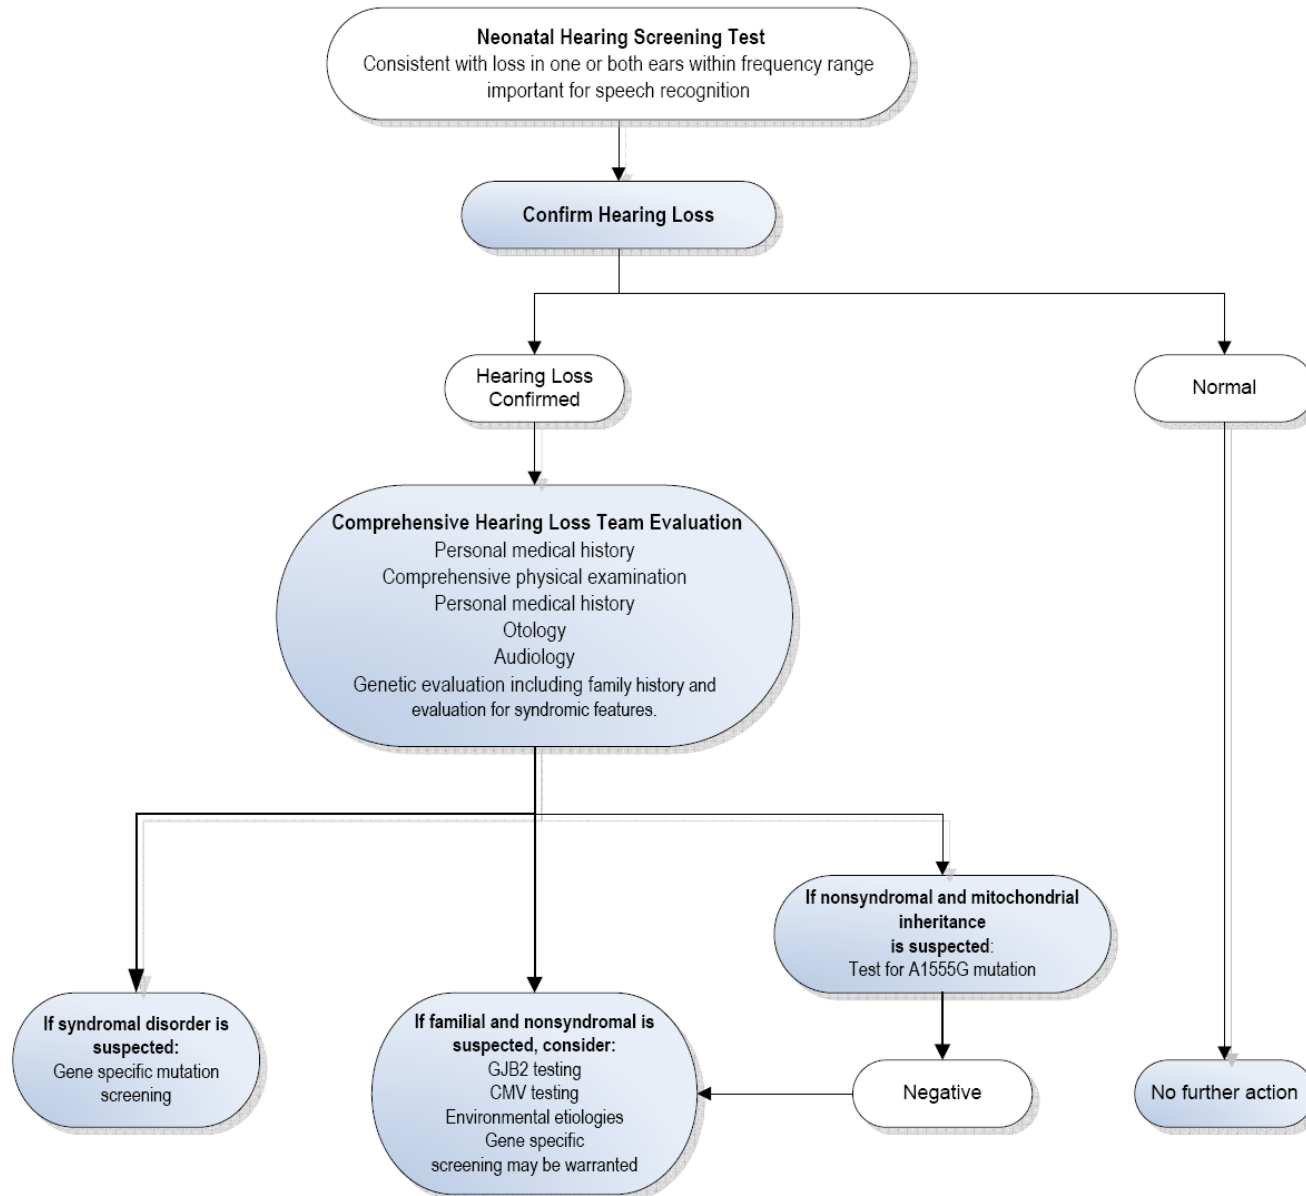 Neonatal Hearing Screening Test
Consistent with loss in one or both ears within frequency range
important for speech recognition
Confirm Hearing Loss
Hearing Loss
Confirmed
Normal
Comprehensive Hearing Loss Team Evaluation
Personal medical history
Comprehensive physical examination
Personal medical history
Otology
Audiology
Genetic evaluation including family history and
evaluation for syndromic features.
If nonsyndromal and mitochondrial
inheritance
is suspected:
Test for A1555G mutation
If syndromal disorder is
suspected:
Gene specific mutation
screening
If familial and nonsyndromal is
suspected, consider:
GJB2 testing
CMV testing
Environmental etiologies
Gene specific
screening may be warranted
Negative
No further action